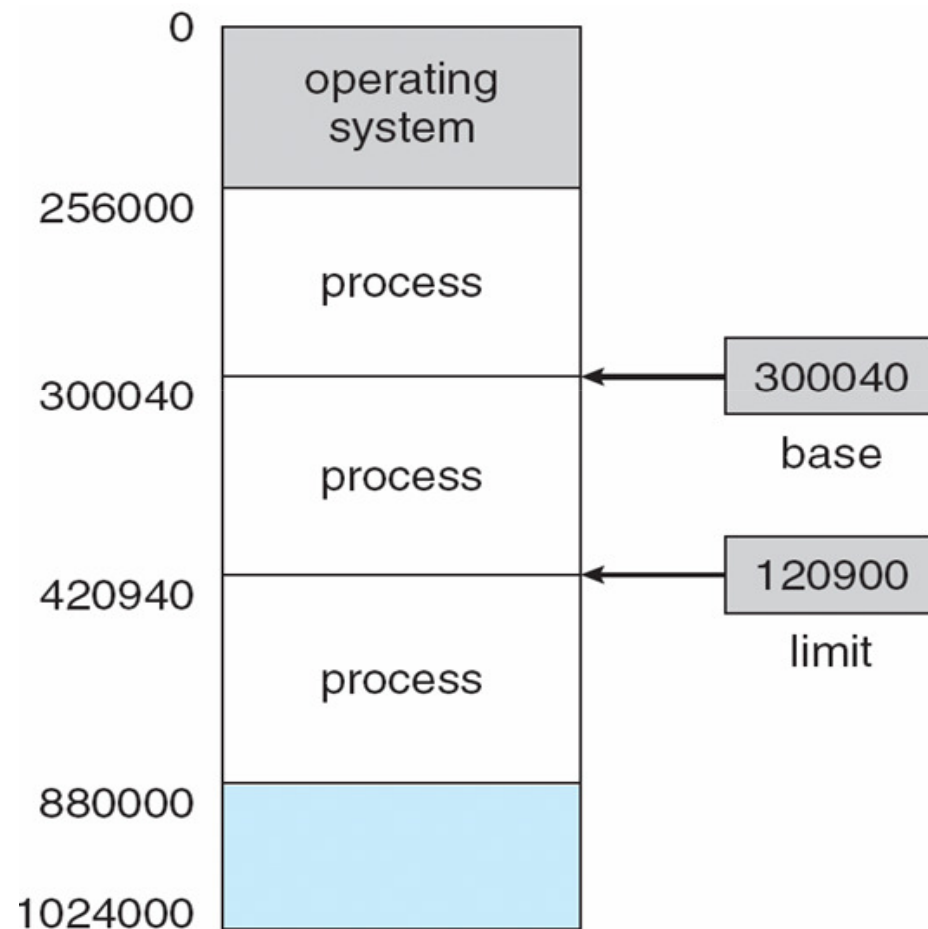 0
operating
system
256000
process
300040
300040
base
process
420940
120900
limit
process
880000
1024000